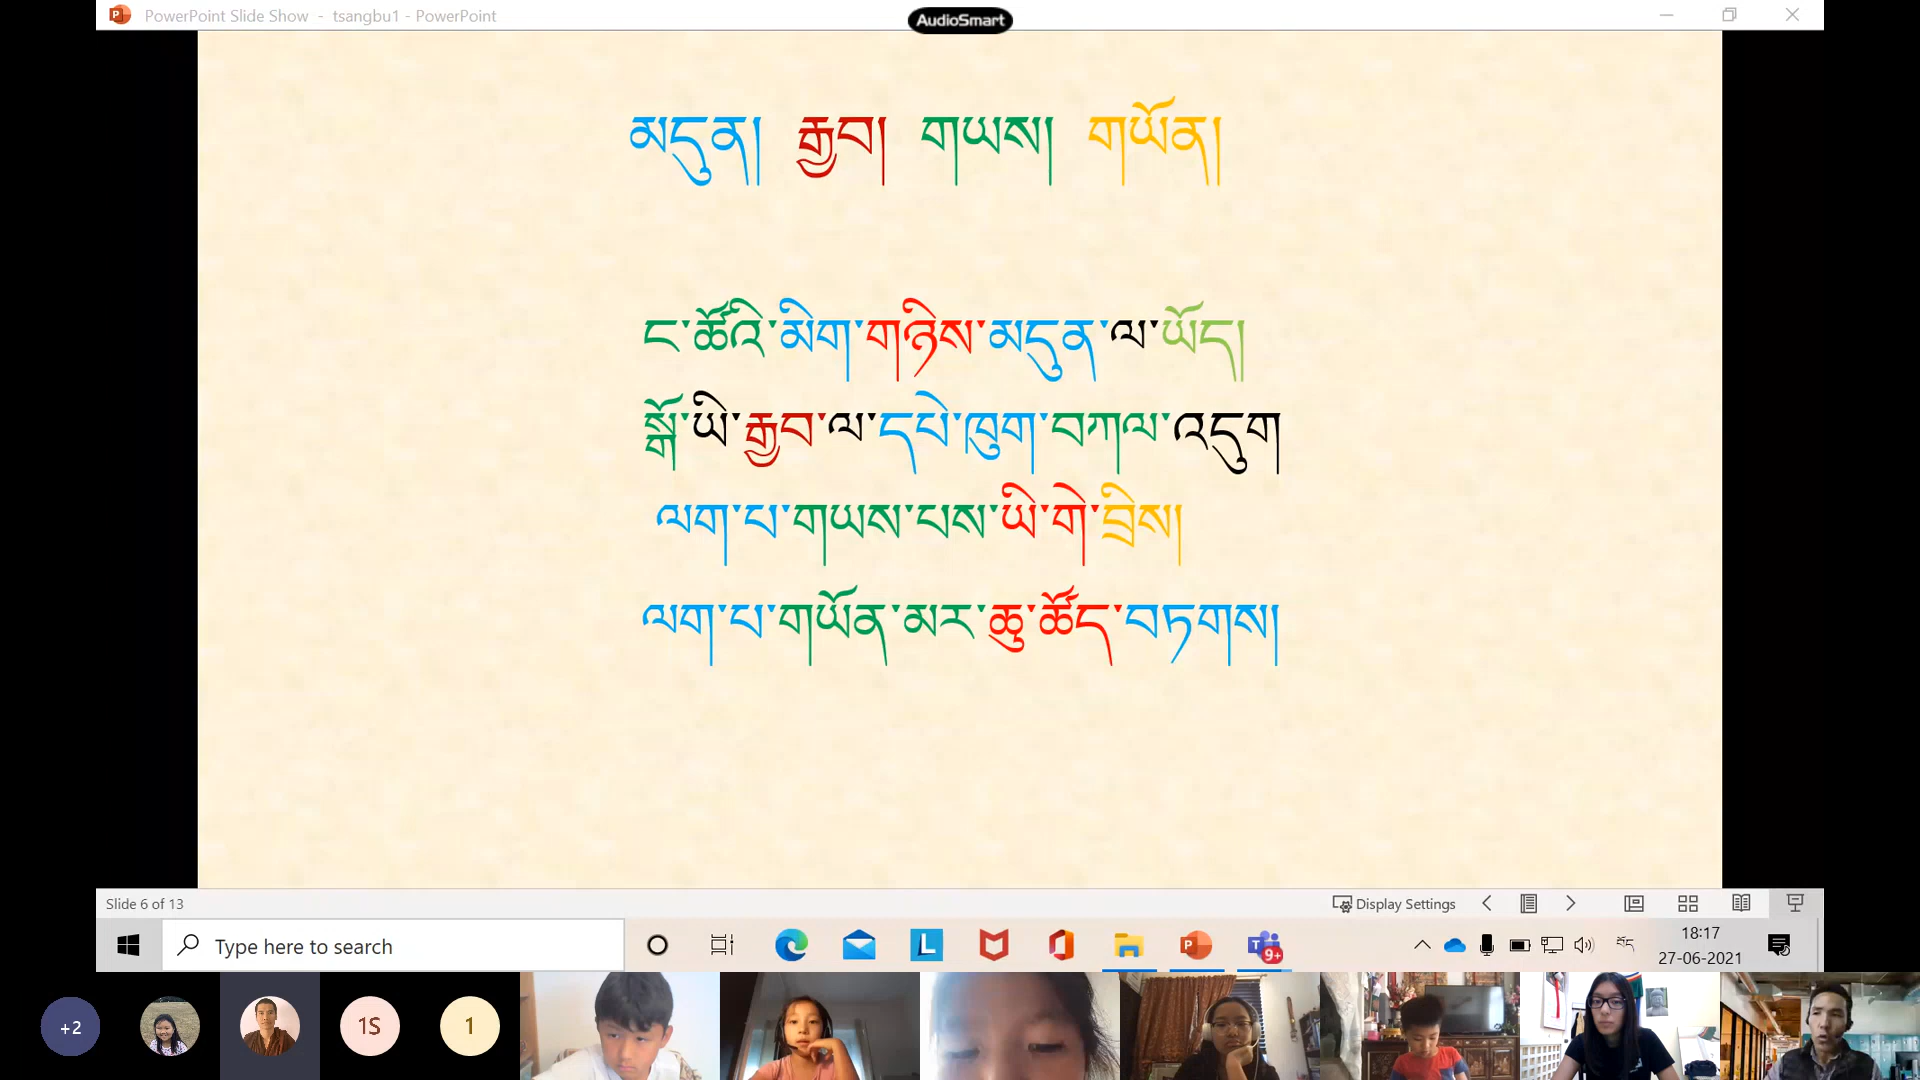 PowerPoint Slide Show - tsangbu1 - PowerPoint
AudioSmart
མདུན། རྒྱབ། གཡས། གཡོན།
ང་ཚོའི་མིག་གཉིས་མདུན་ལ་ཡོད།
སྒོ་ཡི་རྒྱབ་ལ་དཔེ་ཁུག་བཀལ་འདུག
ལག་པ་གཡས་པས་ཡི་གེ་བྲིས།
ལག་པ་གཡོན་མར་ཆུ་ཚོད་བཏགས།
Slide 6 of 13
Display Settings
Type here to search
L
9+
བོད
18:17
27-06-2021
+2
1S
1